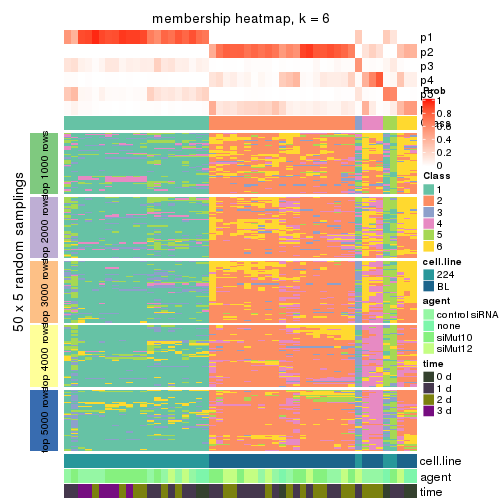 membership heatmap, k = 6
p1
p2
p3
p4
p5
Prob
1
0.8
0.6
0.4
0.2
0
Class
1
2
3
4
5
6
cell.line
224
BL
agent
control siRNA
none
siMut10
siMut12
time
0 d
1 d
2 d
3 d
50 x 5 random samplings
top 1000 rows
top 2000 rows
top 3000 rows
top 4000 rows
top 5000 rows
cell.line
agent
time